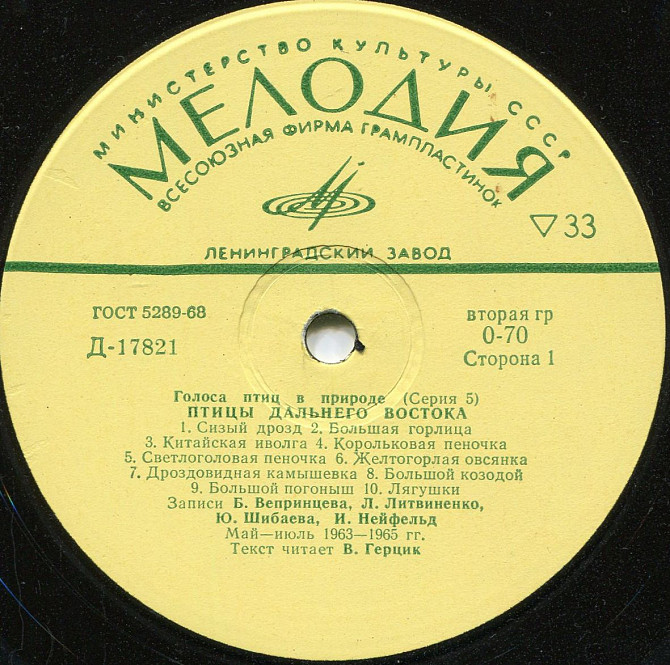 МИНИСТЕРСТВО КУЛЬТУРЫ СССР
МЕЛОДИЯ
ВСЕСОЮЗНАЯ ФИРМА ГРАМПЛАСТИНОК
▽ 33
ЛЕНИНГРАДСКИЙ ЗАВОД
ГОСТ 5289-68
Д-17821
вторая гр
0-70
Сторона 1
Голоса птиц в природе (Серия 5)
ПТИЦЫ ДАЛЬНЕГО ВОСТОКА
1. Сизый дрозд 2. Большая горлица
3. Китайская иволга 4. Корольковая пеночка
5. Светлоголовая пеночка 6. Желтогорлая овсянка
7. Дроздовидная камышевка 8. Большой козодой
9. Большой погоныш 10. Лягушки
Записи Б. Вепринцева, Л. Литвиненко,
Ю. Шибаева, И. Нейфельд
Май—июль 1963—1965 гг.
Текст читает В. Герцик